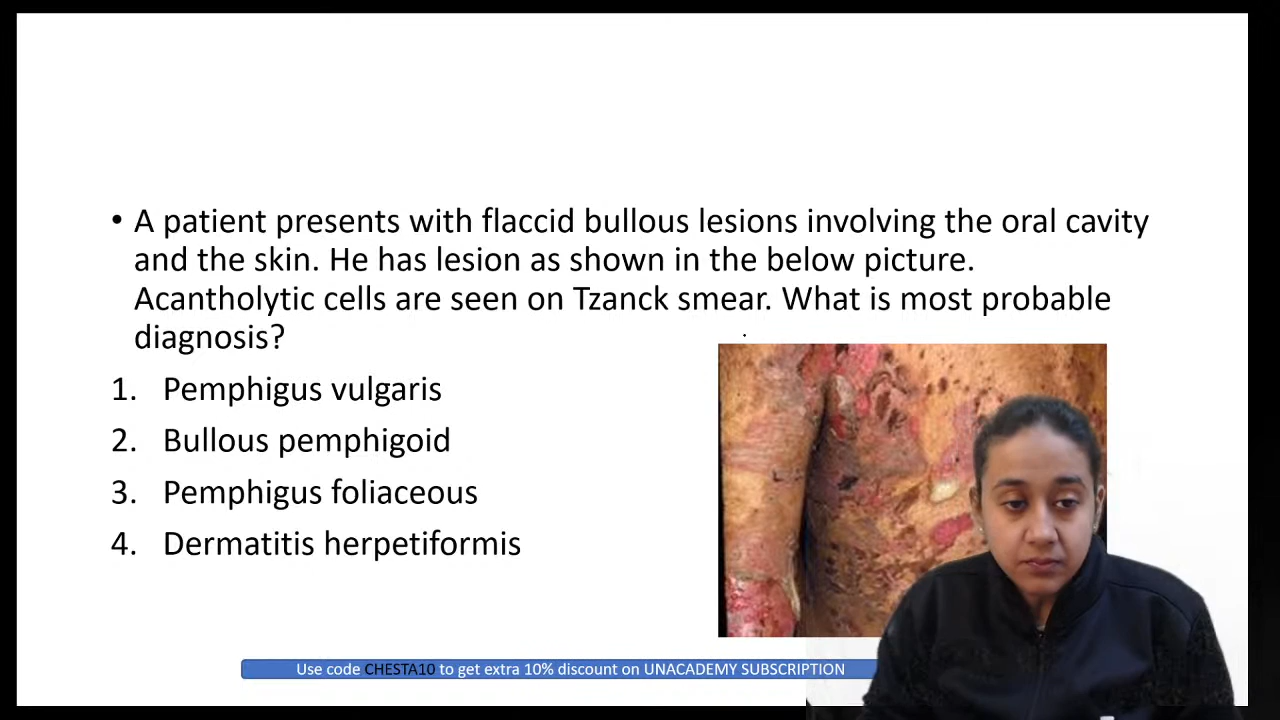 • A patient presents with flaccid bullous lesions involving the oral cavity
and the skin. He has lesion as shown in the below picture.
Acantholytic cells are seen on Tzanck smear. What is most probable
diagnosis?
1. Pemphigus vulgaris
2. Bullous pemphigoid
3. Pemphigus foliaceous
4. Dermatitis herpetiformis
Use code CHESTA10 to get extra 10% discount on UNACADEMY SUBSCRIPTION